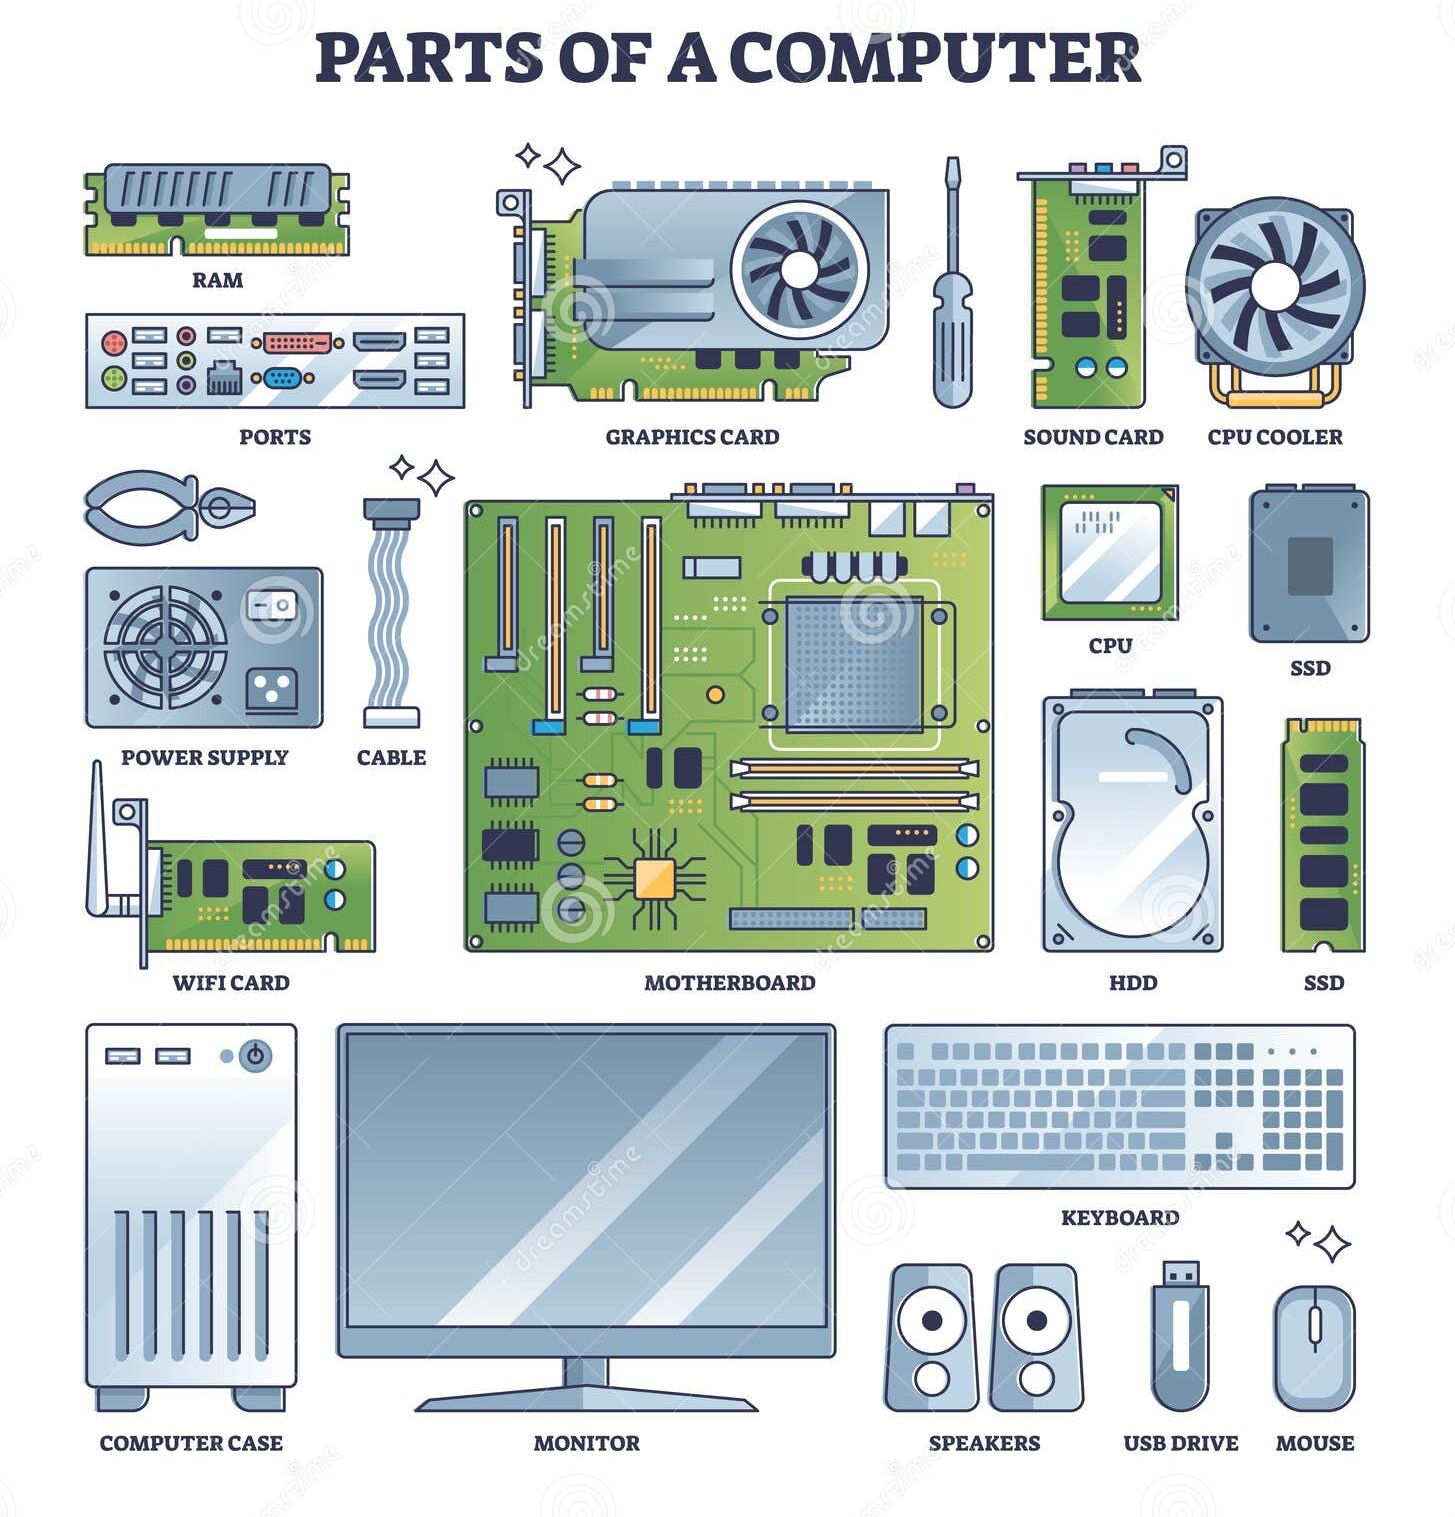 PARTS OF A COMPUTER
RAM
PORTS
GRAPHICS CARD
SOUND CARD
CPU COOLER
POWER SUPPLY
CABLE
CPU
SSD
WIFI CARD
MOTHERBOARD
HDD
SSD
KEYBOARD
COMPUTER CASE
MONITOR
SPEAKERS
USB DRIVE
MOUSE
dreamstime